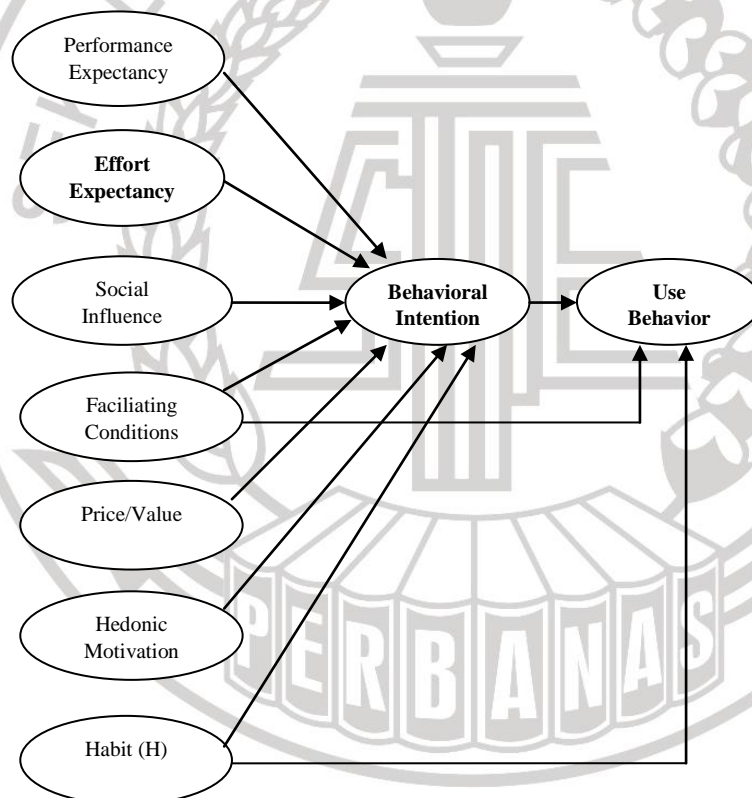 Performance
Expectancy
Effort
Expectancy
Social
Influence
Behavioral
Intention
Use
Behavior
Faciliating
Conditions
Price/Value
Hedonic
Motivation
Habit (H)
PERBANAS